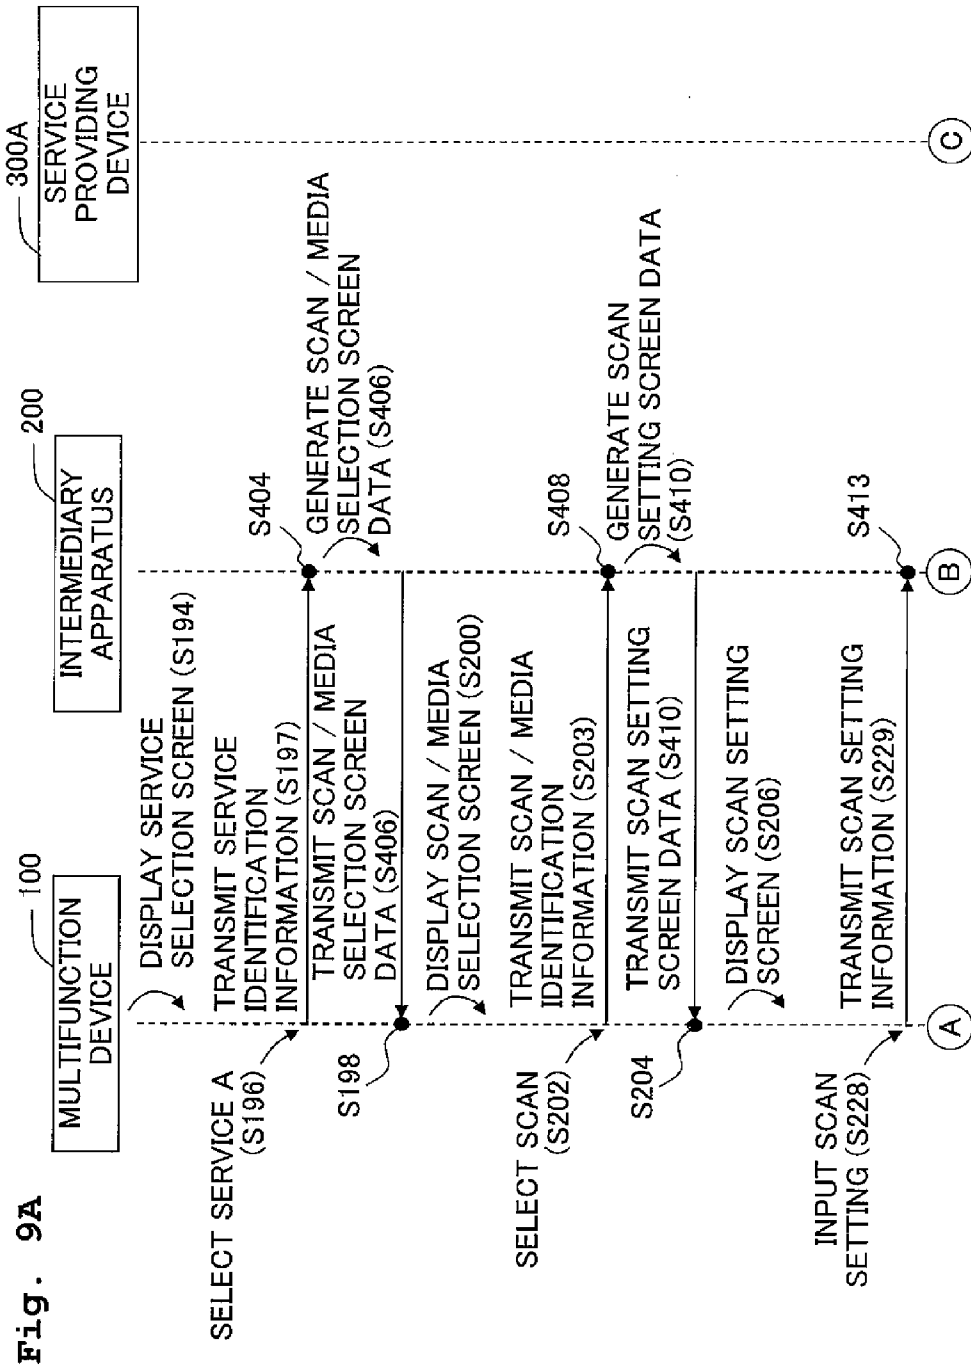 Fig. 9A
100
MULTIFUNCTION
DEVICE
200
INTERMEDIARY
APPARATUS
300A
SERVICE
PROVIDING
DEVICE
DISPLAY SERVICE
SELECTION SCREEN (S194)
SELECT SERVICE A
(S196)
TRANSMIT SERVICE
IDENTIFICATION
INFORMATION (S197)
S404
GENERATE SCAN / MEDIA
SELECTION SCREEN
DATA (S406)
TRANSMIT SCAN / MEDIA
SELECTION SCREEN
DATA (S406)
S198
DISPLAY SCAN / MEDIA
SELECTION SCREEN (S200)
SELECT SCAN
(S202)
TRANSMIT SCAN / MEDIA
IDENTIFICATION
INFORMATION (S203)
S408
GENERATE SCAN
SETTING SCREEN DATA
(S410)
TRANSMIT SCAN SETTING
SCREEN DATA (S410)
S204
DISPLAY SCAN SETTING
SCREEN (S206)
INPUT SCAN
SETTING (S228)
TRANSMIT SCAN SETTING
INFORMATION (S229)
S413
A
B
C